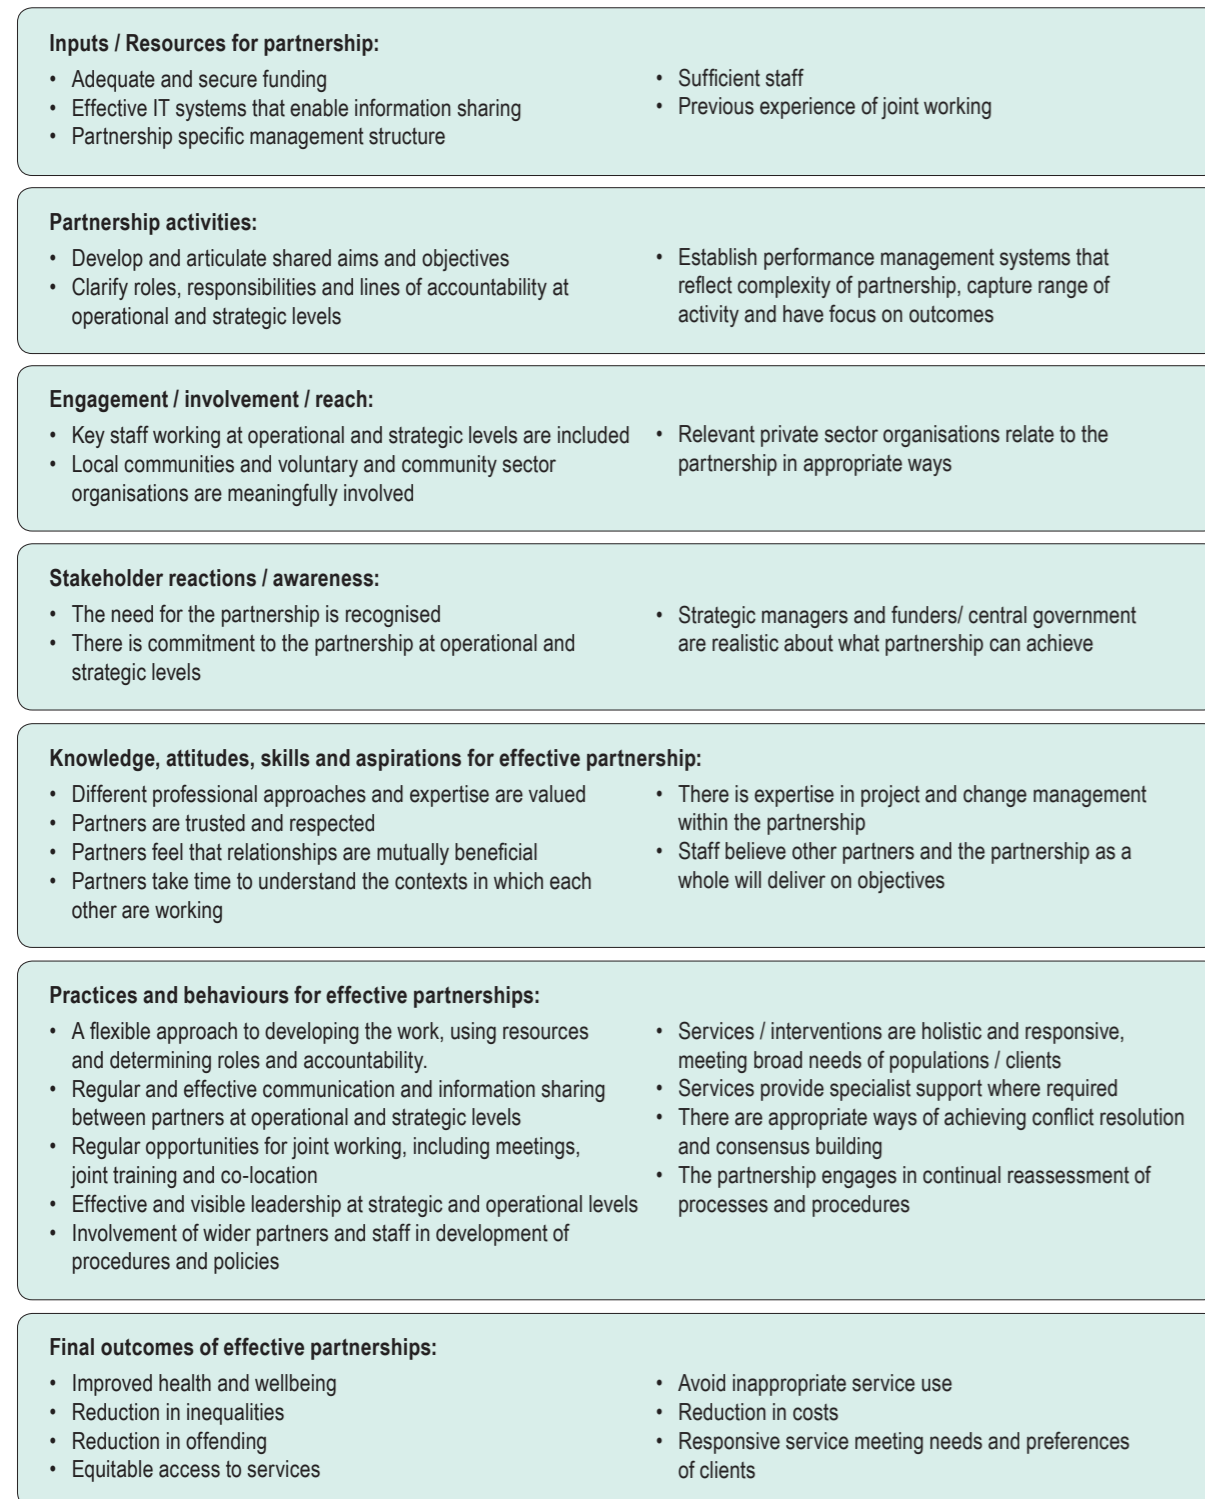 Inputs / Resources for partnership:
• Adequate and secure funding
• Effective IT systems that enable information sharing
• Partnership specific management structure
• Sufficient staff
• Previous experience of joint working
Partnership activities:
• Develop and articulate shared aims and objectives
• Clarify roles, responsibilities and lines of accountability at
operational and strategic levels
• Establish performance management systems that
reflect complexity of partnership, capture range of
activity and have focus on outcomes
Engagement / involvement / reach:
• Key staff working at operational and strategic levels are included
• Local communities and voluntary and community sector
organisations are meaningfully involved
• Relevant private sector organisations relate to the
partnership in appropriate ways
Stakeholder reactions / awareness:
• The need for the partnership is recognised
• There is commitment to the partnership at operational and
strategic levels
• Strategic managers and funders/ central government
are realistic about what partnership can achieve
Knowledge, attitudes, skills and aspirations for effective partnership:
• Different professional approaches and expertise are valued
• Partners are trusted and respected
• Partners feel that relationships are mutually beneficial
• Partners take time to understand the contexts in which each
other are working
• There is expertise in project and change management
within the partnership
• Staff believe other partners and the partnership as a
whole will deliver on objectives
Practices and behaviours for effective partnerships:
• A flexible approach to developing the work, using resources
and determining roles and accountability.
• Regular and effective communication and information sharing
between partners at operational and strategic levels
• Regular opportunities for joint working, including meetings,
joint training and co-location
• Effective and visible leadership at strategic and operational levels
• Involvement of wider partners and staff in development of
procedures and policies
• Services / interventions are holistic and responsive,
meeting broad needs of populations / clients
• Services provide specialist support where required
• There are appropriate ways of achieving conflict resolution
and consensus building
• The partnership engages in continual reassessment of
processes and procedures
Final outcomes of effective partnerships:
• Improved health and wellbeing
• Reduction in inequalities
• Reduction in offending
• Equitable access to services
• Avoid inappropriate service use
• Reduction in costs
• Responsive service meeting needs and preferences
of clients